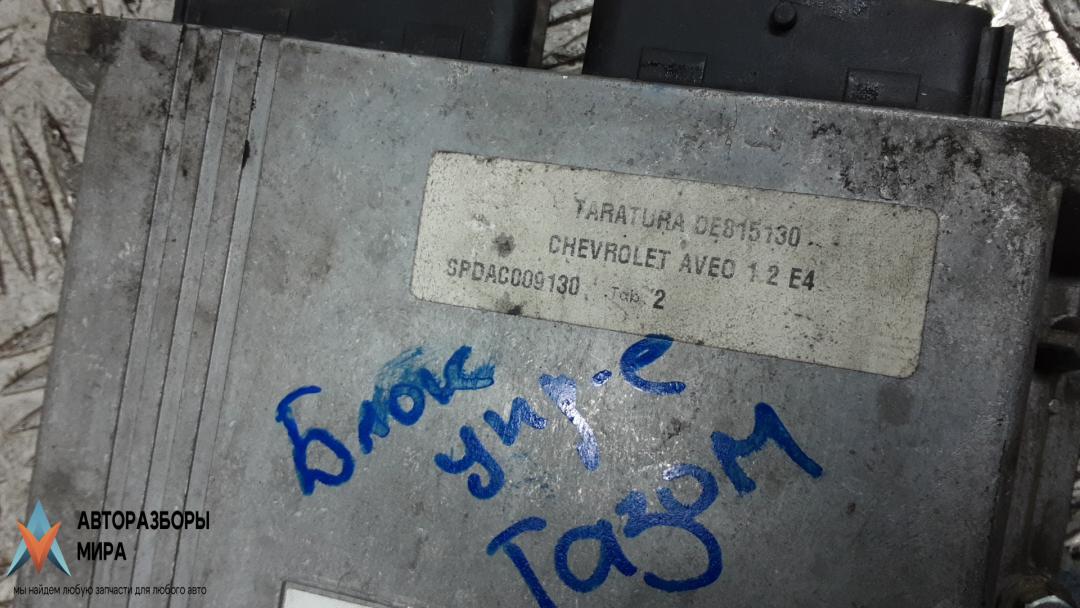 TARATURA DE815130
CHEVROLET AVEO 1.2 E4
SPDAC009130 Tab 2
Блок
упр-е
Газом
АВТОРАЗБОРЫ
МИРА
мы найдем любую запчасти для любого авто